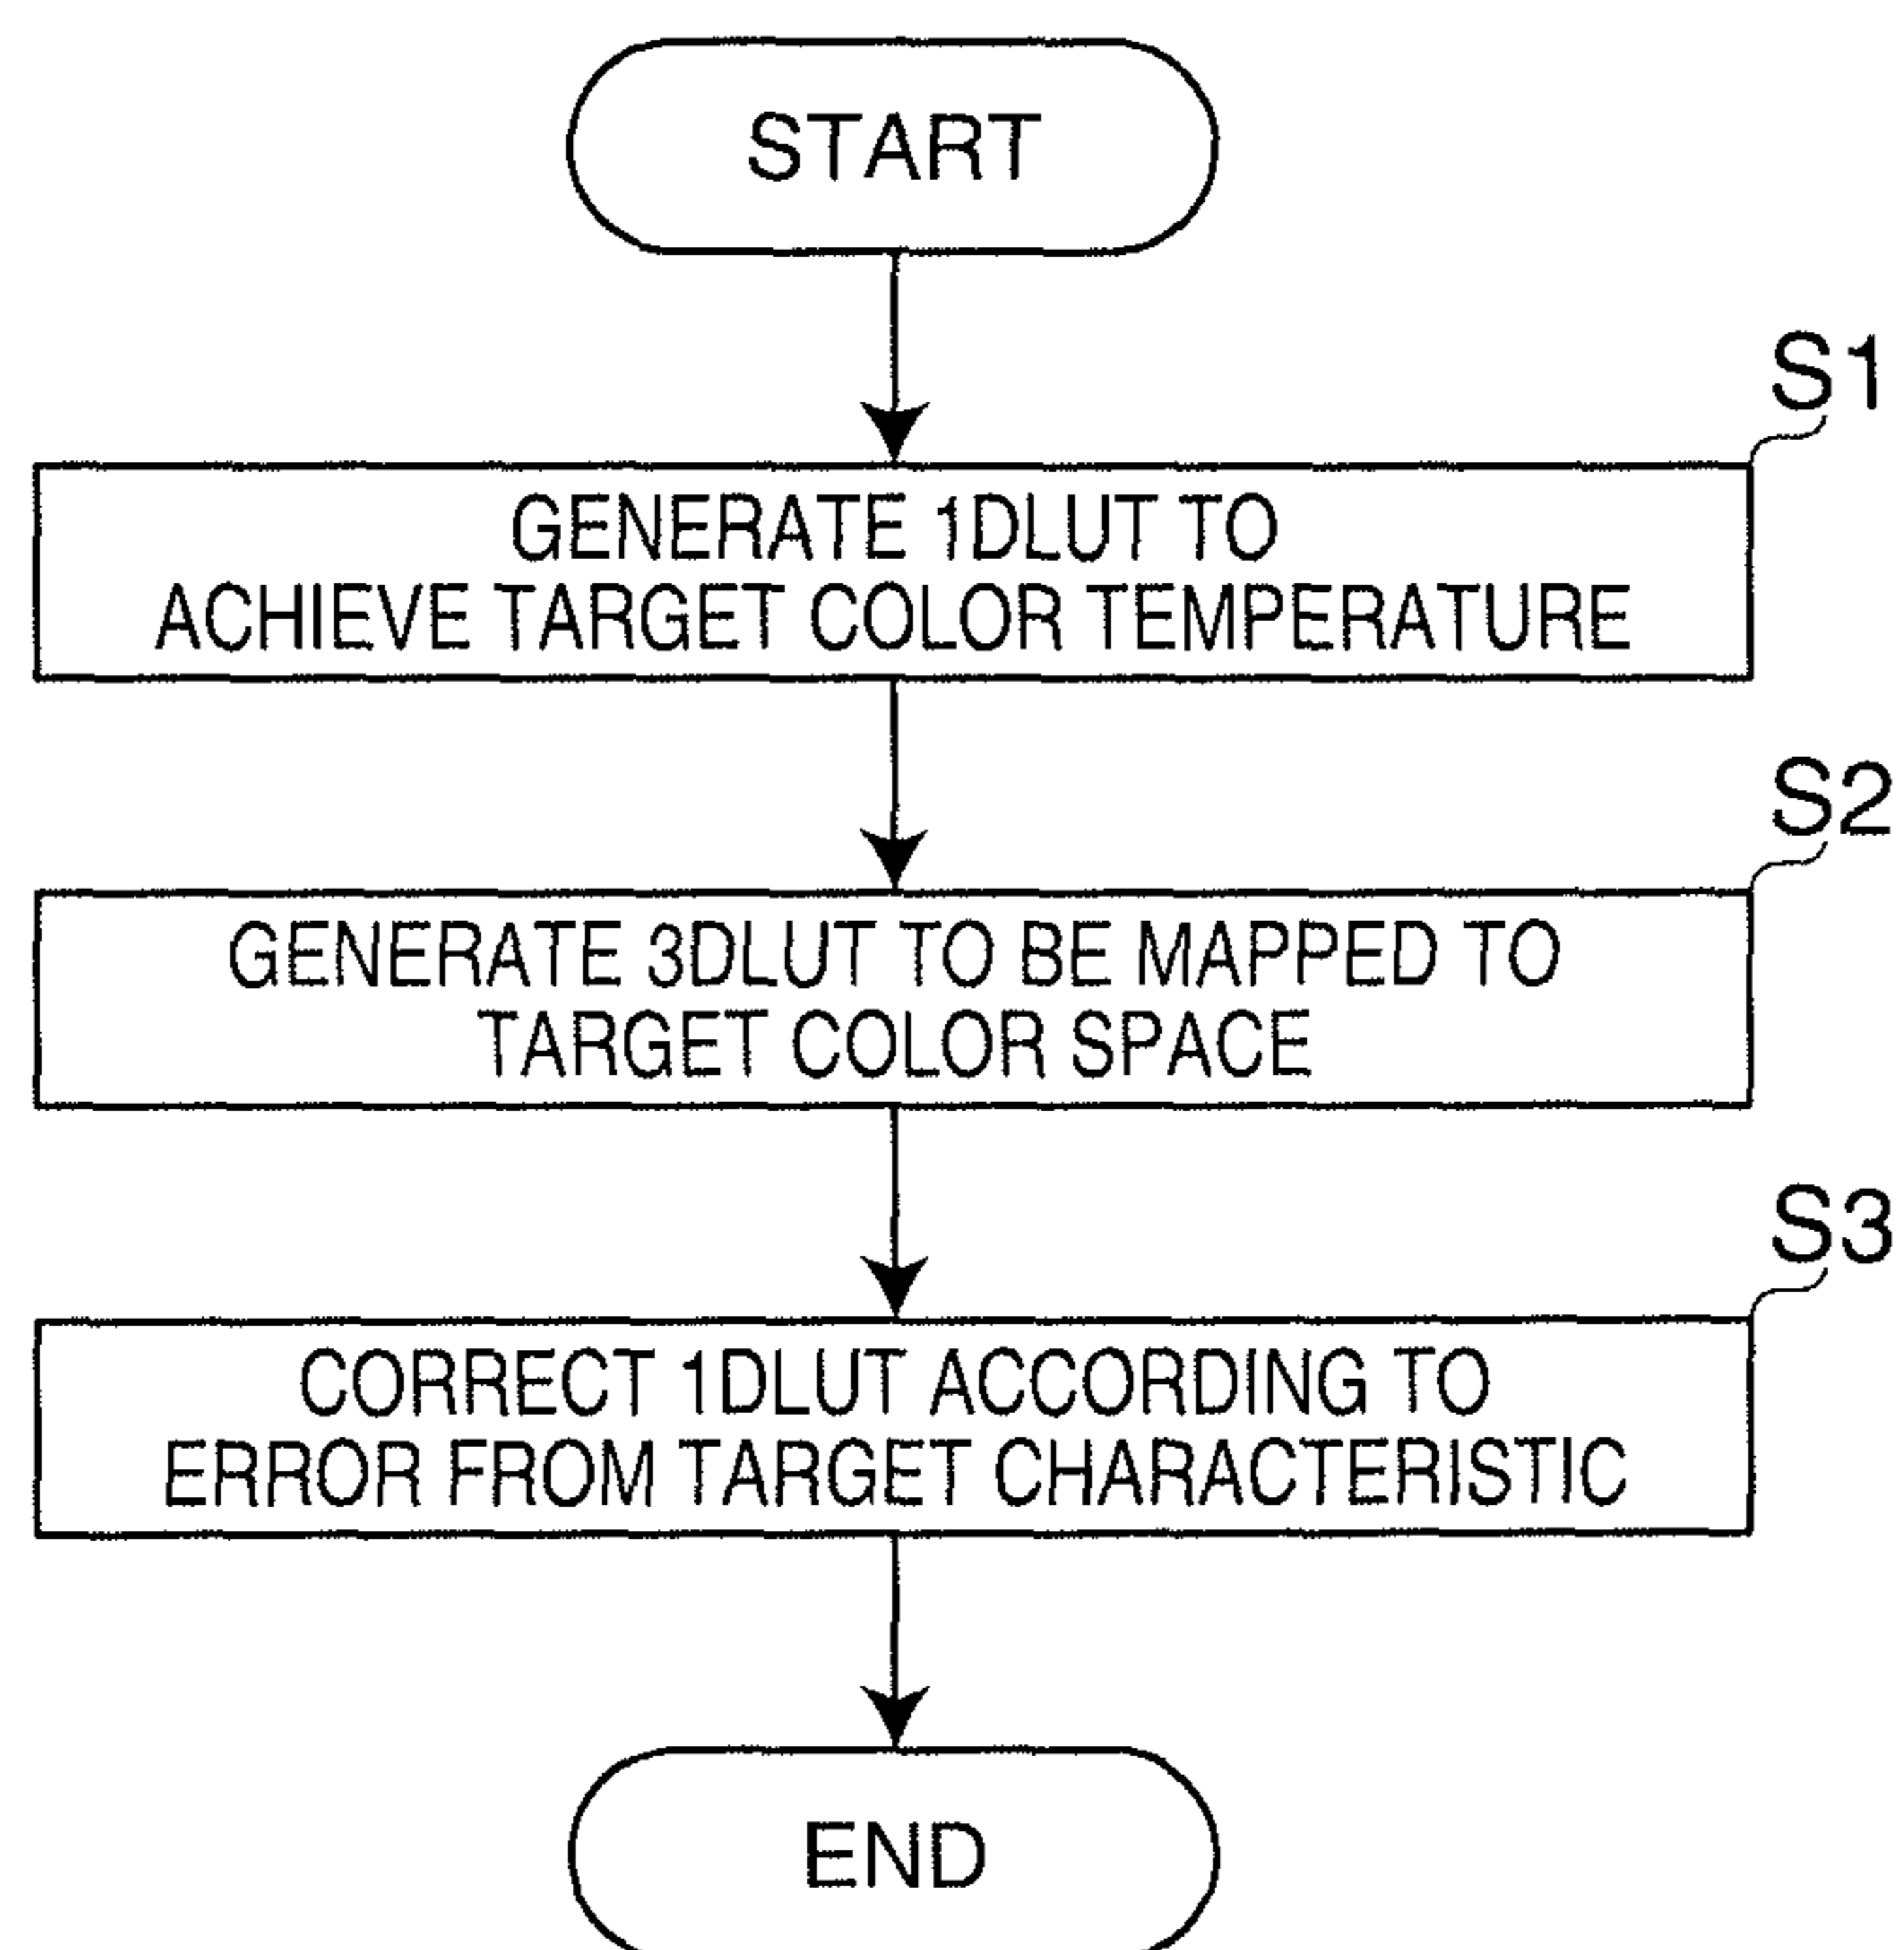 START
S1
GENERATE 1DLUT TO
ACHIEVE TARGET COLOR TEMPERATURE
S2
GENERATE 3DLUT TO BE MAPPED TO
TARGET COLOR SPACE
S3
CORRECT 1DLUT ACCORDING TO
ERROR FROM TARGET CHARACTERISTIC
END